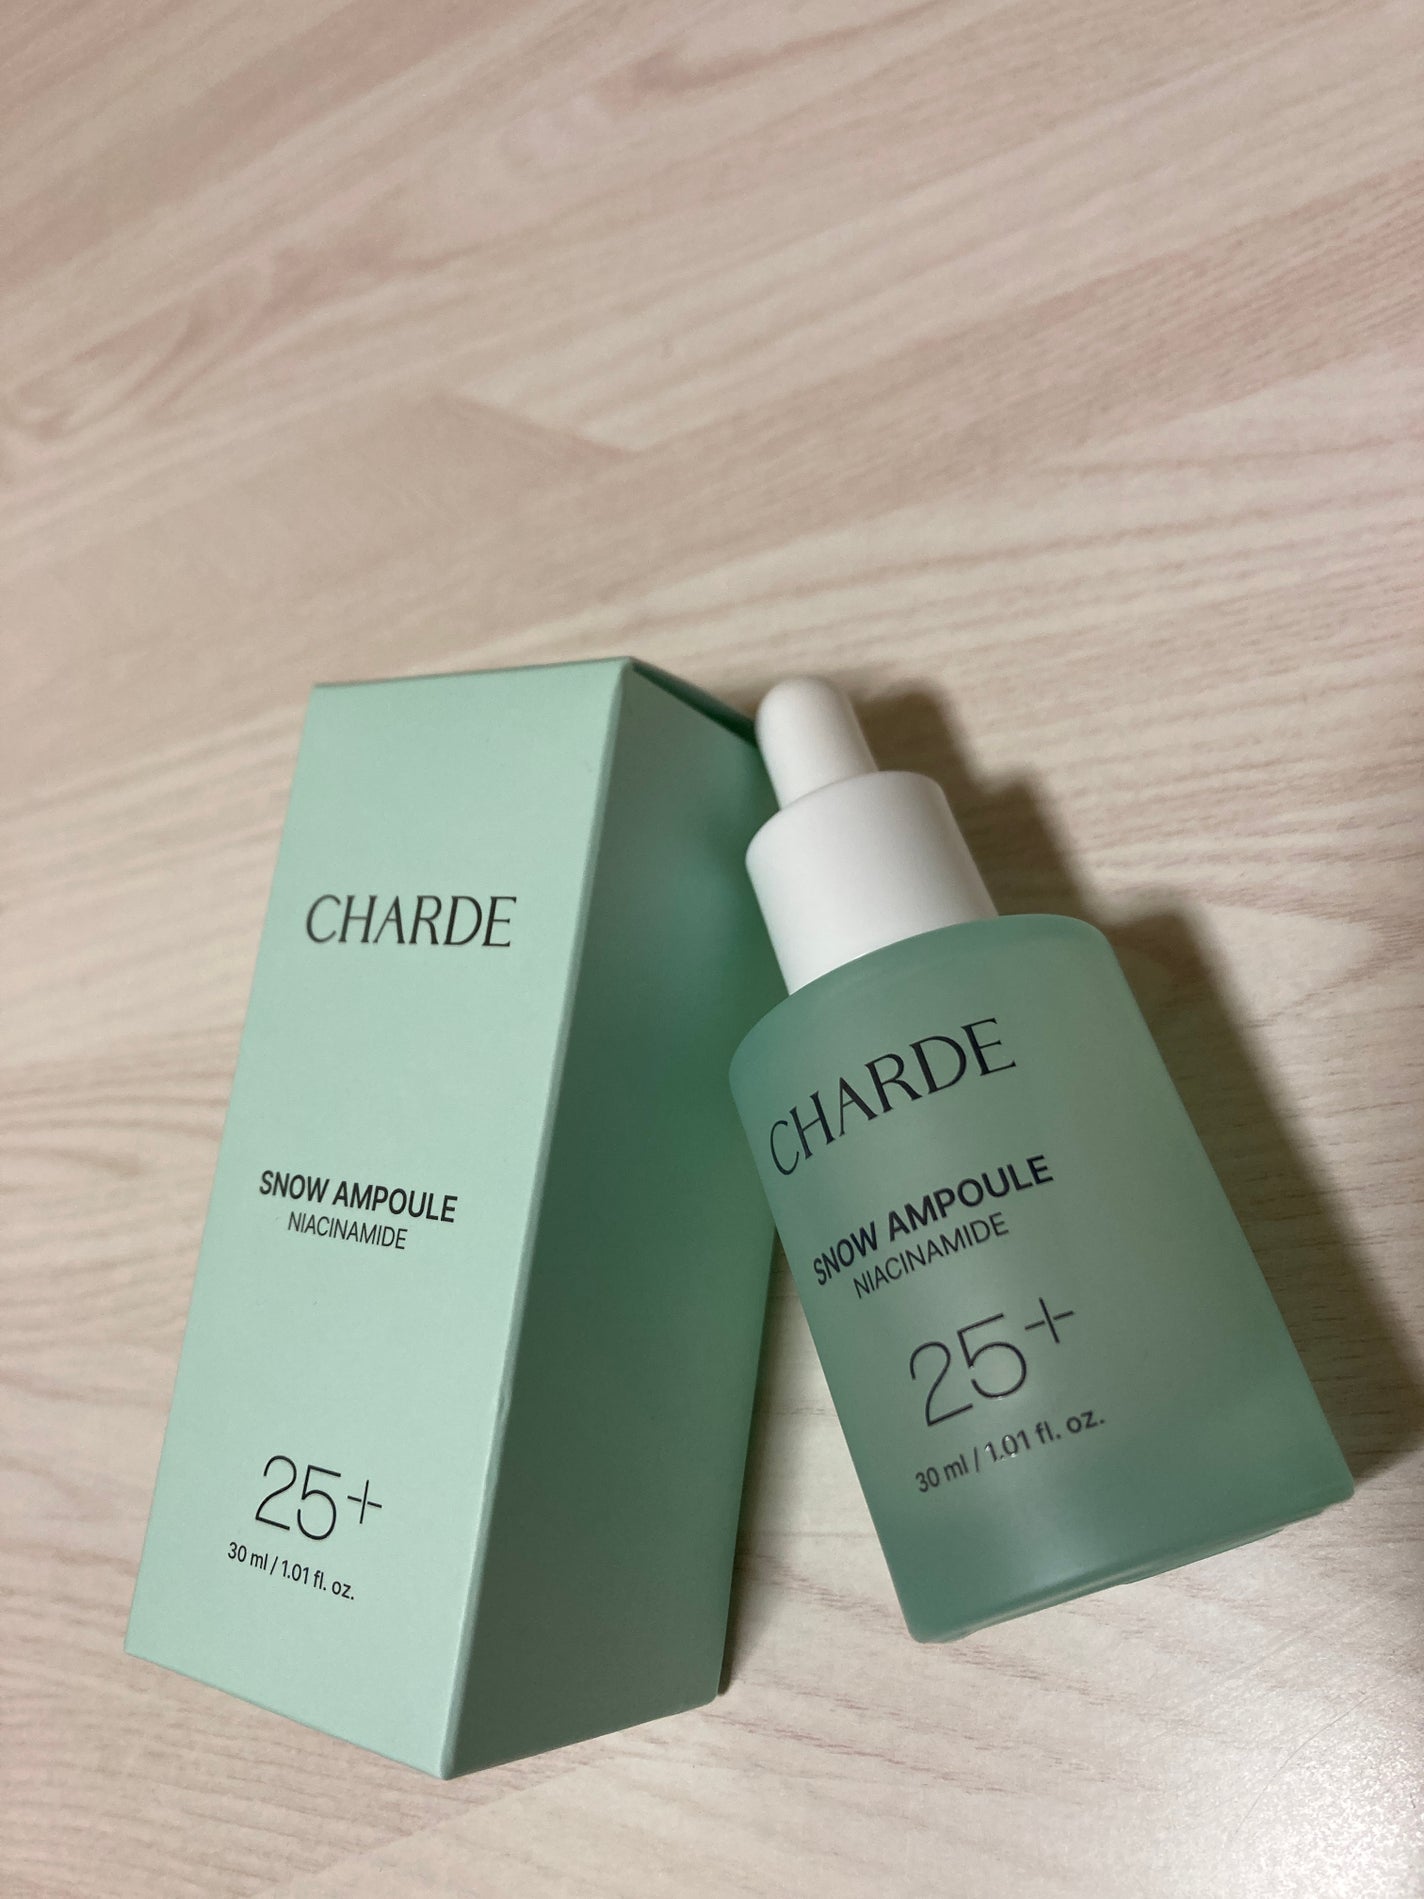 CHARDE
SNOW AMPOULE
NIACINAMIDE
25+
30 ml / 1.01 fl. oz.
CHARDE
SNOW AMPOULE
NIACINAMIDE
25+
30 ml / 1.01 fl. oz.